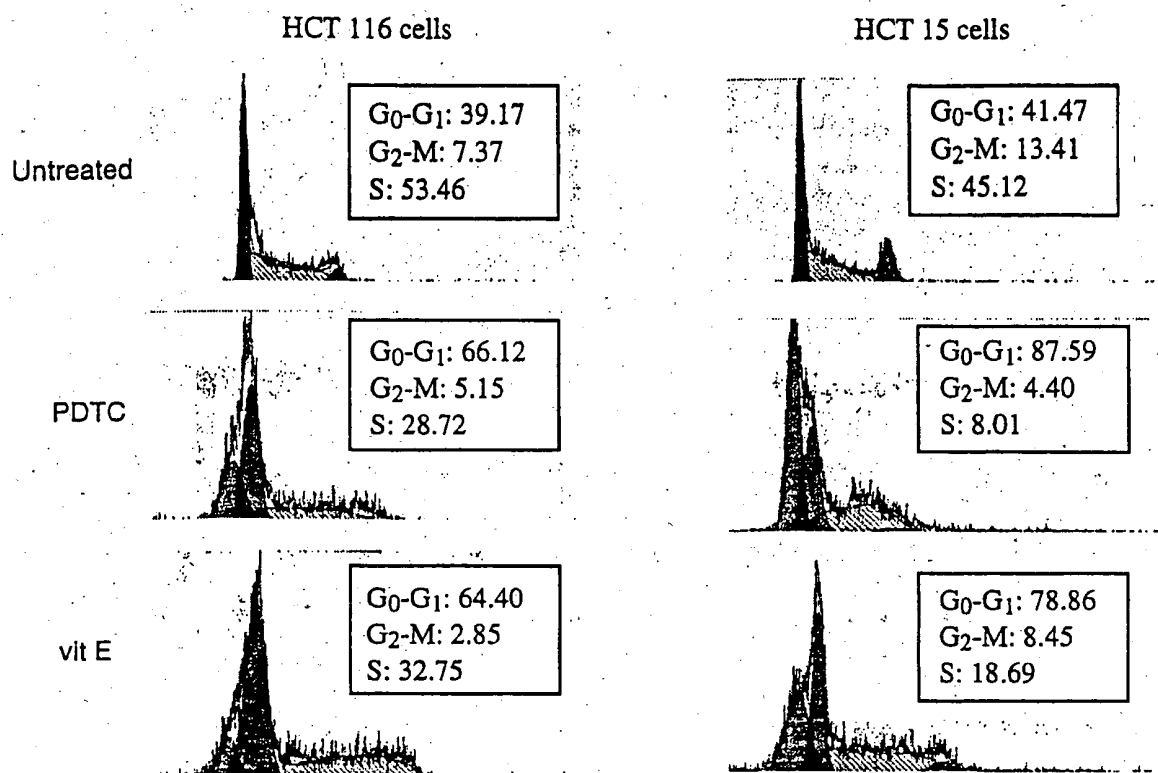 HCT 116 cells
HCT 15 cells
Untreated
G0-G1: 39.17
G2-M: 7.37
S: 53.46
G0-G1: 41.47
G2-M: 13.41
S: 45.12
PDTC
G0-G1: 66.12
G2-M: 5.15
S: 28.72
G0-G1: 87.59
G2-M: 4.40
S: 8.01
vit E
G0-G1: 64.40
G2-M: 2.85
S: 32.75
G0-G1: 78.86
G2-M: 8.45
S: 18.69